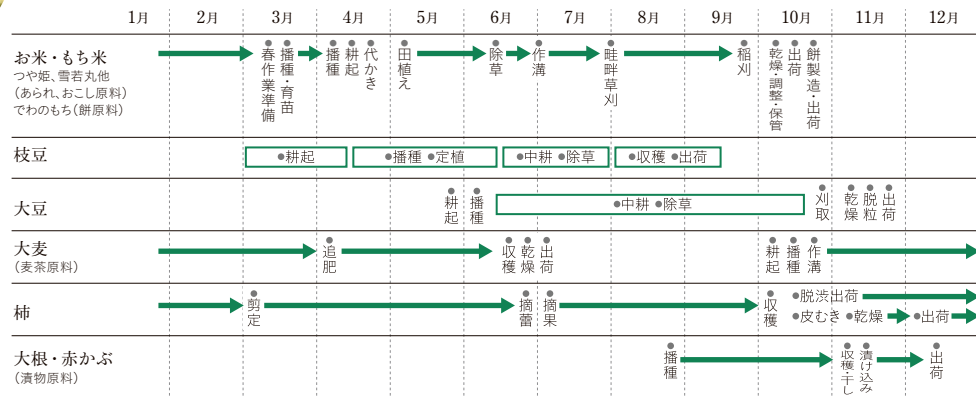 1月 2月 3月 4月 5月 6月 7月 8月 9月 10月 11月 12月
お米・もち米
つや姫、雪若丸他
（あられ、おこし原料）
でわのもち（餅原料）
●春作業準備
●播種・育苗
●播種
●耕起
●代かき
●田植え
●除草
●作溝
●畦畔草刈
●稲刈
●乾燥・調整・保管
●出荷
●餅製造・出荷
枝豆
●耕起
●播種 ●定植
●中耕 ●除草
●収穫 ●出荷
大豆
●耕起
●播種
●中耕 ●除草
●刈取
●乾燥
●脱粒
●出荷
大麦
（麦茶原料）
●追肥
●収穫
●乾燥
●出荷
●耕起
●播種
●作溝
柿
●剪定
●摘蕾
●摘果
●収穫
●脱渋出荷
●皮むき ●乾燥 ●出荷
大根・赤かぶ
（漬物原料）
●播種
●収穫・干し
●漬け込み
●出荷